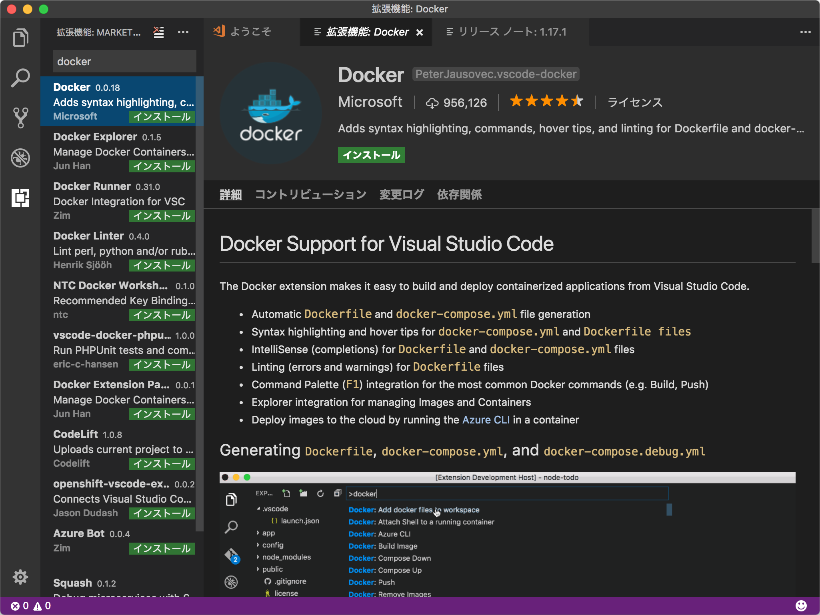 拡張機能: Docker
拡張機能: MARKET...
ようこそ
拡張機能: Docker
リリース ノート: 1.17.1
docker
Docker 0.0.18
Adds syntax highlighting, c...
Microsoft インストール
Docker Explorer 0.1.5
Manage Docker Containers...
Jun Han インストール
Docker Runner 0.31.0
Docker Integration for VSC
Zim インストール
Docker Linter 0.4.0
Lint perl, python and/or rub...
Henrik Sjööh インストール
NTC Docker Worksh... 0.1.0
Recommended Key Binding...
ntc インストール
vscode-docker-phpu... 1.0.0
Run PHPUnit tests and com...
eric-c-hansen インストール
Docker Extension Pa... 0.0.1
Manage Docker Containers...
Jun Han インストール
CodeLift 1.0.8
Uploads current project to ...
Codelift インストール
openshift-vscode-ex... 0.0.2
Connects Visual Studio Co...
Jason Dudash インストール
Azure Bot 0.0.4
Zim インストール
Squash 0.1.2
Debug microservices with S...
docker
Docker PeterJausovec.vscode-docker
Microsoft 956,126 ライセンス
Adds syntax highlighting, commands, hover tips, and linting for Dockerfile and docker-...
インストール
詳細 コントリビューション 変更ログ 依存関係
Docker Support for Visual Studio Code
The Docker extension makes it easy to build and deploy containerized applications from Visual Studio Code.
• Automatic Dockerfile and docker-compose.yml file generation
• Syntax highlighting and hover tips for docker-compose.yml and Dockerfile files
• IntelliSense (completions) for Dockerfile and docker-compose.yml files
• Linting (errors and warnings) for Dockerfile files
• Command Palette (F1) integration for the most common Docker commands (e.g. Build, Push)
• Explorer integration for managing Images and Containers
• Deploy images to the cloud by running the Azure CLI in a container
Generating Dockerfile, docker-compose.yml, and docker-compose.debug.yml
[Extension Development Host] - node-todo
EXP...
.vscode
launch.json
app
config
node_modules
public
.gitignore
license
2
>docker
Docker: Add docker files to workspace
Docker: Attach Shell to a running container
Docker: Azure CLI
Docker: Build Image
Docker: Compose Down
Docker: Compose Up
Docker: Push
Docker: Remove Images
0 0